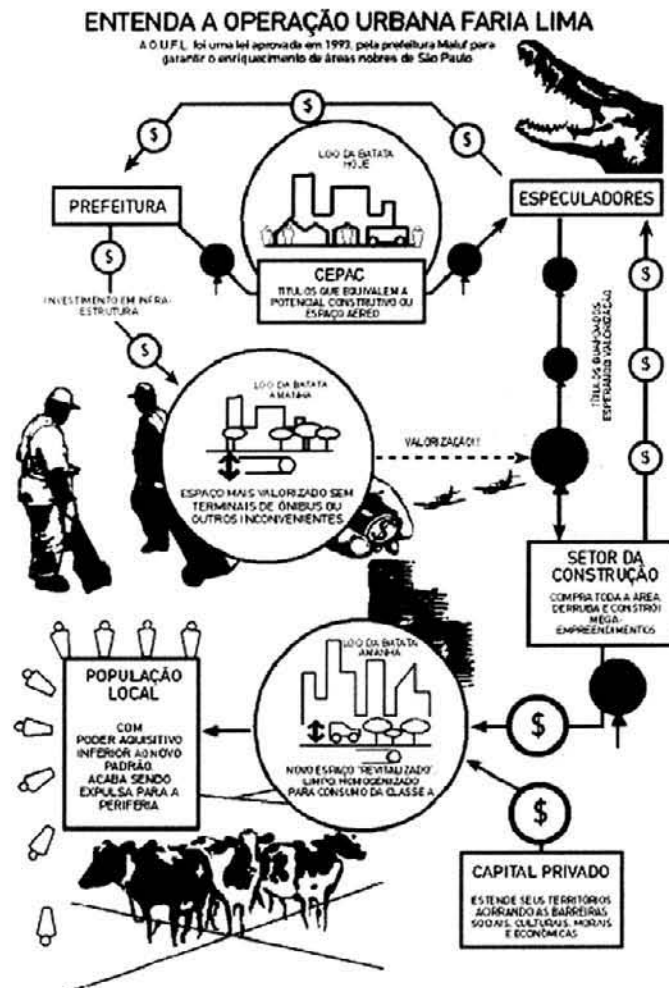 ENTENDA A OPERAÇÃO URBANA FARIA LIMA
A O.U.F.L. foi uma lei aprovada em 1993, pela prefeitura Maluf para
garantir o enriquecimento de áreas nobres de São Paulo
$
$
$
LGO DA BATATA
HOJE
PREFEITURA
ESPECULADORES
CEPAC
TITULOS QUE EQUIVALEM A
POTENCIAL CONSTRUTIVO OU
ESPAÇO AÉREO
$
$
INVESTIMENTO EM INFRA-
ESTRUTURA
$
TÍTULOS GUARDADOS
ESPERANDO VALORIZAÇÃO
$
LGO DA BATATA
AMANHA
VALORIZAÇÃO!!
$
ESPAÇO MAIS VALORIZADO SEM
TERMINAIS DE ÔNIBUS OU
OUTROS INCONVENIENTES
$
SETOR DA
CONSTRUÇÃO
COMPRA TODA A AREA,
DERRUBA E CONSTRÓI
MEGA-
EMPREENDIMENTOS
LGO DA BATATA
AMANHA
POPULAÇÃO
LOCAL
COM
PODER AQUISITIVO
INFERIOR AO NOVO
PADRÃO,
ACABA SENDO
EXPULSA PARA A
PERIFERIA
$
NOVO ESPAÇO "REVITALIZADO",
LIMPO, HOMOGENIZADO
PARA CONSUMO DA CLASSE A
$
CAPITAL PRIVADO
ESTENDE SEUS TERRITÓRIOS
ACIRRANDO AS BARREIRAS
SOCIAIS, CULTURAIS, MORAIS
E ECONÔMICAS